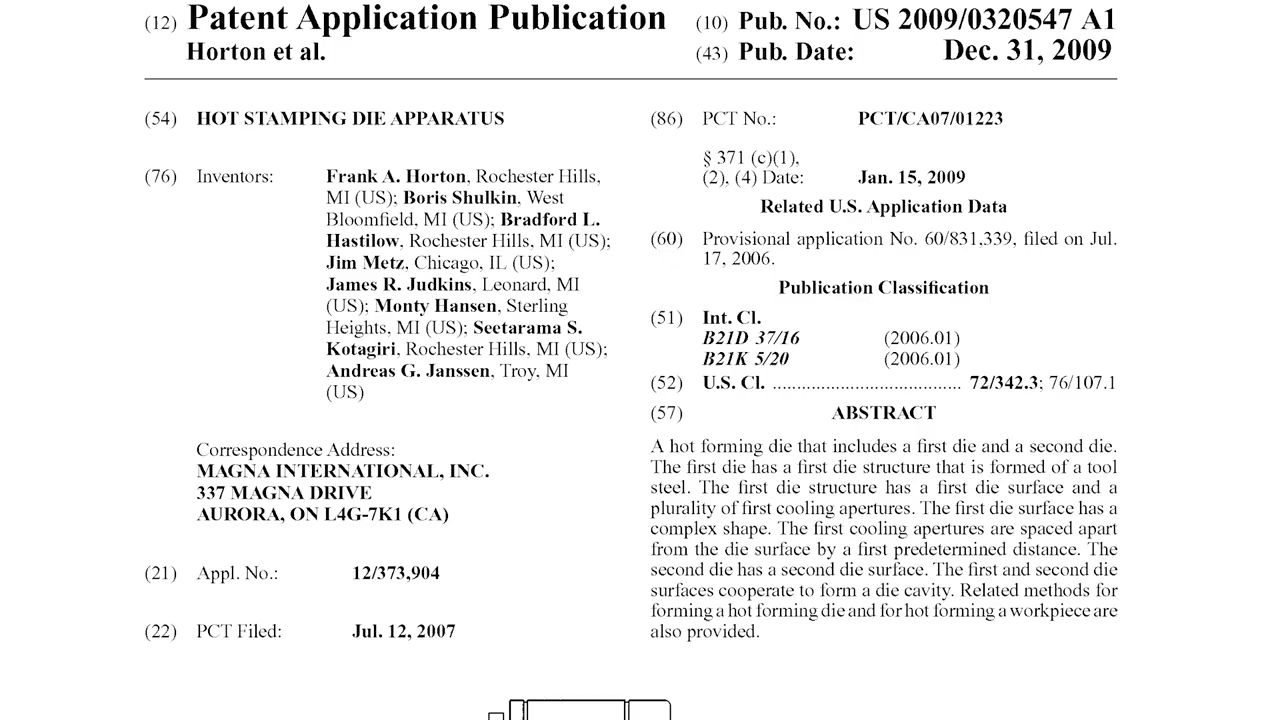 (12) Patent Application Publication
Horton et al.
(10) Pub. No.: US 2009/0320547 A1
(43) Pub. Date: Dec. 31, 2009
(54) HOT STAMPING DIE APPARATUS
(76) Inventors: Frank A. Horton, Rochester Hills,
MI (US); Boris Shulkin, West
Bloomfield, MI (US); Bradford L.
Hastilow, Rochester Hills, MI (US);
Jim Metz, Chicago, IL (US);
James R. Judkins, Leonard, MI
(US); Monty Hansen, Sterling
Heights, MI (US); Seetarama S.
Kotagiri, Rochester Hills, MI (US);
Andreas G. Janssen, Troy, MI
(US)
Correspondence Address:
MAGNA INTERNATIONAL, INC.
337 MAGNA DRIVE
AURORA, ON L4G-7K1 (CA)
(21) Appl. No.: 12/373,904
(22) PCT Filed: Jul. 12, 2007
(86) PCT No.: PCT/CA07/01223
§ 371 (c)(1),
(2), (4) Date: Jan. 15, 2009
Related U.S. Application Data
(60) Provisional application No. 60/831,339, filed on Jul.
17, 2006.
Publication Classification
(51) Int. Cl.
B21D 37/16 (2006.01)
B21K 5/20 (2006.01)
(52) U.S. Cl. ....................................... 72/342.3; 76/107.1
(57) ABSTRACT
A hot forming die that includes a first die and a second die.
The first die has a first die structure that is formed of a tool
steel. The first die structure has a first die surface and a
plurality of first cooling apertures. The first die surface has a
complex shape. The first cooling apertures are spaced apart
from the die surface by a first predetermined distance. The
second die has a second die surface. The first and second die
surfaces cooperate to form a die cavity. Related methods for
forming a hot forming die and for hot forming a workpiece are
also provided.